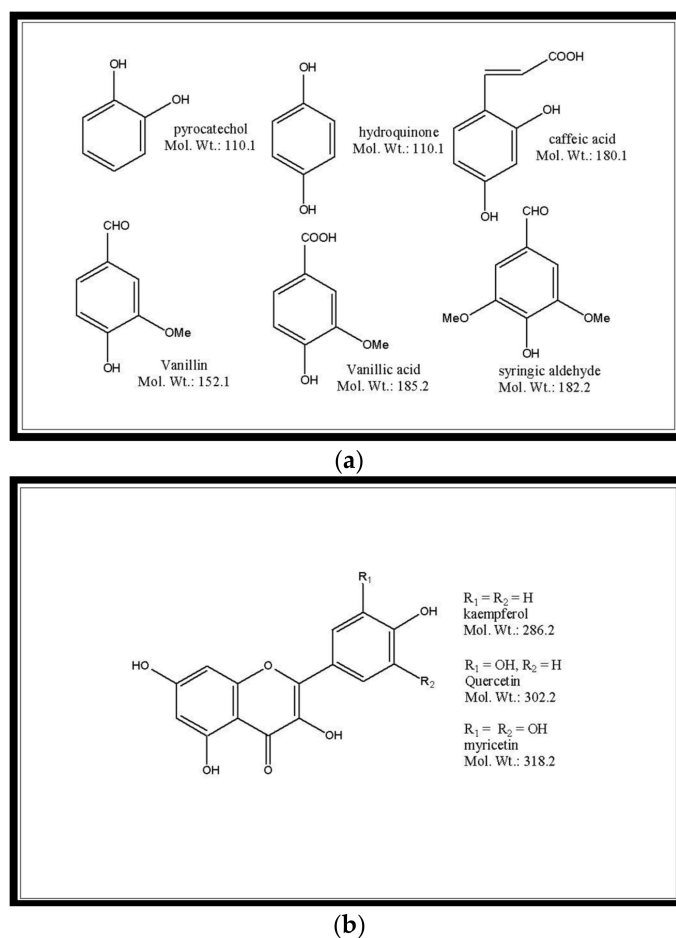 OH
OH
pyrocatechol
Mol. Wt.: 110.1
OH
OH
hydroquinone
Mol. Wt.: 110.1
COOH
OH
OH
caffeic acid
Mol. Wt.: 180.1
CHO
OMe
OH
Vanillin
Mol. Wt.: 152.1
COOH
OMe
OH
Vanillic acid
Mol. Wt.: 185.2
CHO
MeO
OMe
OH
syringic aldehyde
Mol. Wt.: 182.2
(a)
R1
OH
R2
HO
O
OH
OH
O
R1 = R2 = H
kaempferol
Mol. Wt.: 286.2
R1 = OH, R2 = H
Quercetin
Mol. Wt.: 302.2
R1 = R2 = OH
myricetin
Mol. Wt.: 318.2
(b)